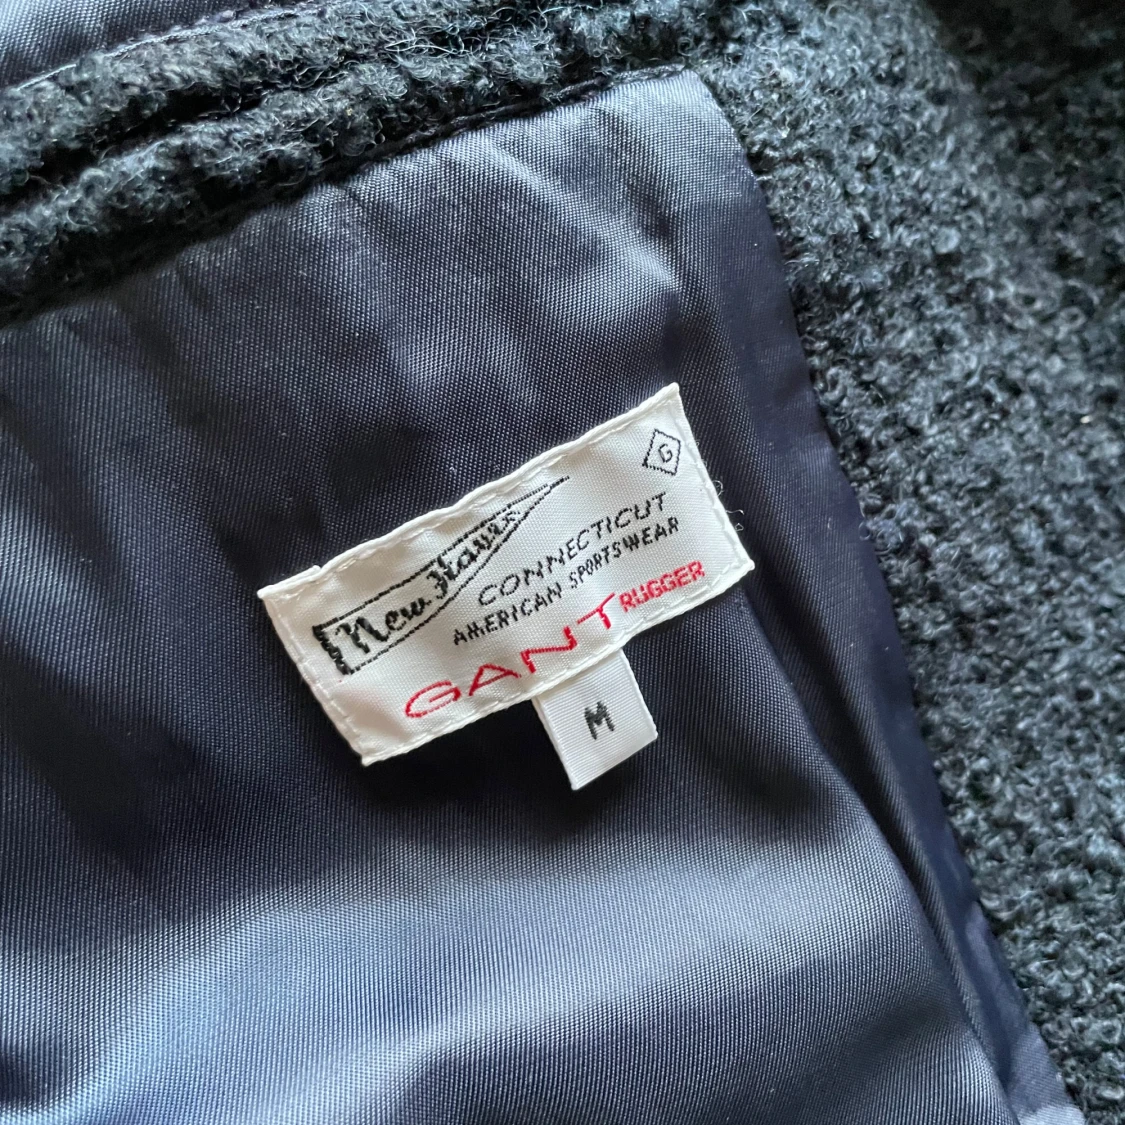 G
New Haven
CONNECTICUT
AMERICAN SPORTSWEAR
GANT RUGGER
M